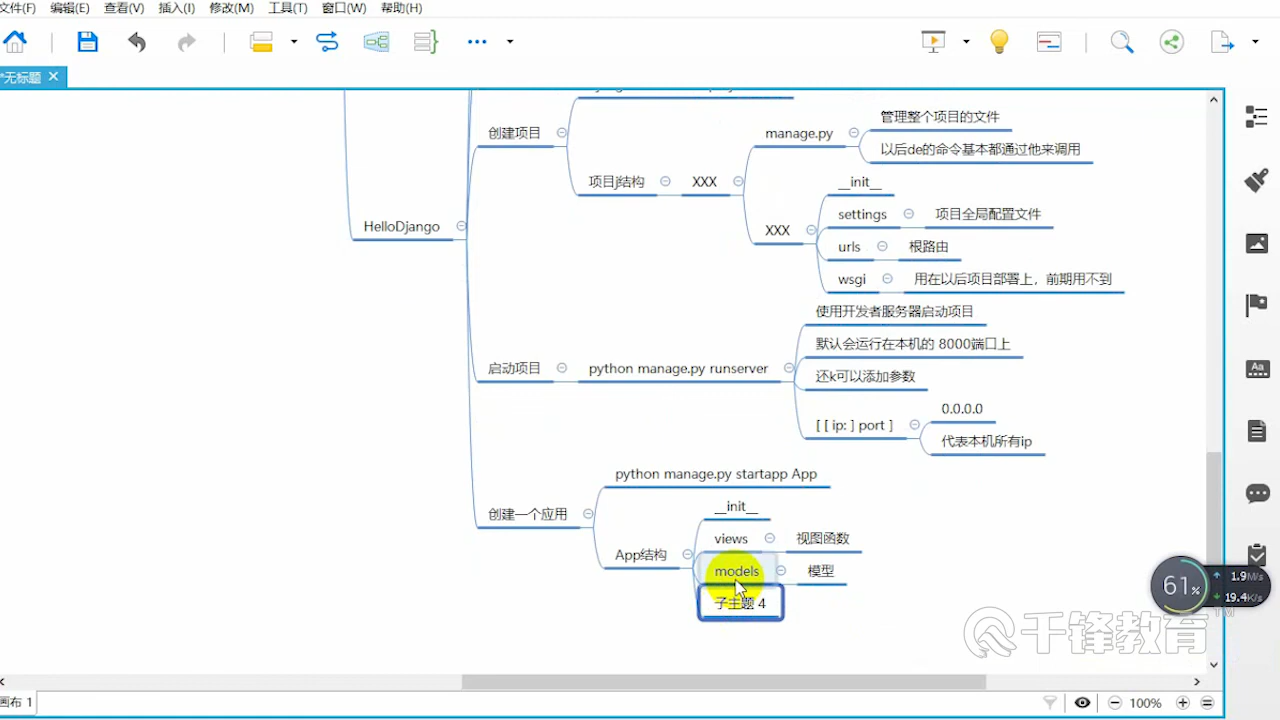 文件(F) 编辑(E) 查看(V) 插入(I) 修改(M) 工具(T) 窗口(W) 帮助(H)
*无标题
创建项目
manage.py
管理整个项目的文件
以后de的命令基本都通过他来调用
项目j结构
XXX
__init__
HelloDjango
XXX
settings
项目全局配置文件
urls
根路由
wsgi
用在以后项目部署上，前期用不到
启动项目
python manage.py runserver
使用开发者服务器启动项目
默认会运行在本机的 8000端口上
还k可以添加参数
[ [ ip: ] port ]
0.0.0.0
代表本机所有ip
创建一个应用
python manage.py startapp App
App结构
__init__
views
视图函数
models
模型
子主题 4
61%
1.9M/s
19.4K/s
千锋教育
TM
画布 1
100%